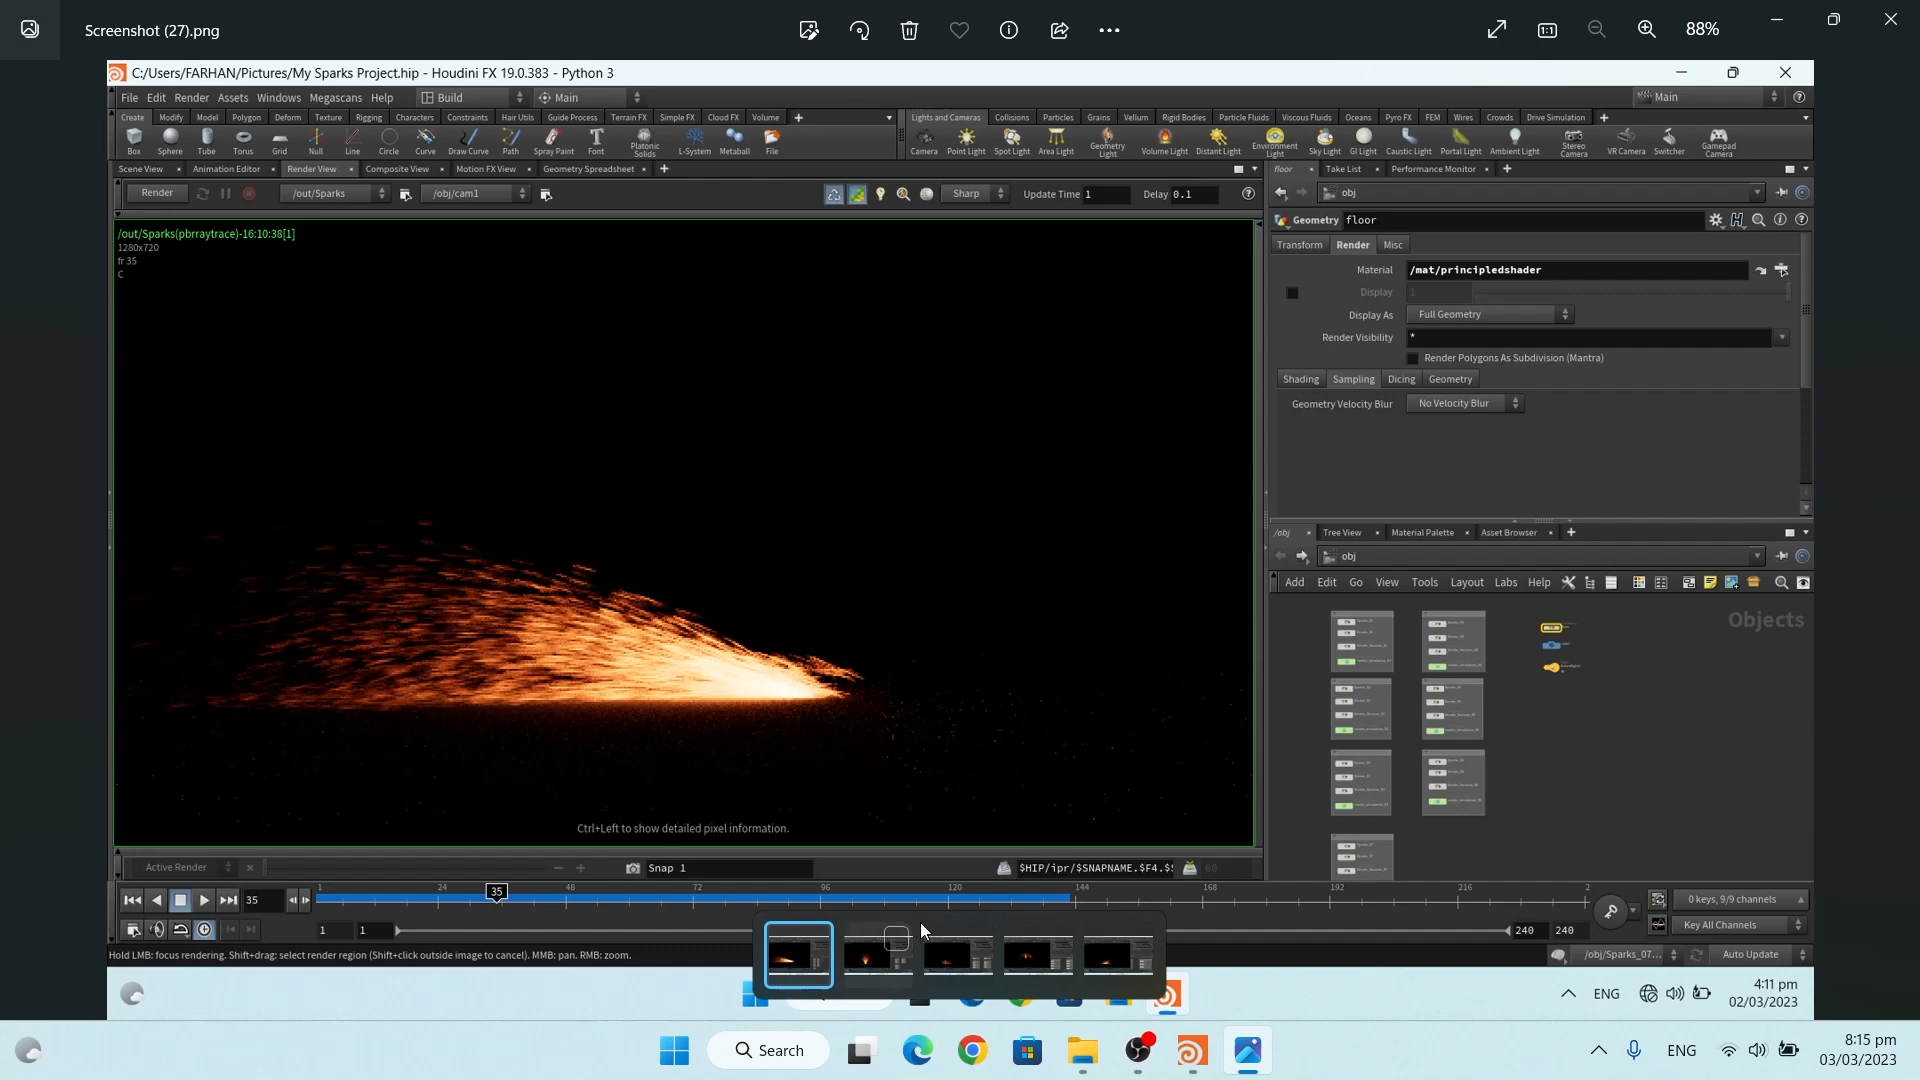 Screenshot (27).png
88%
C:/Users/FARHAN/Pictures/My Sparks Project.hip - Houdini FX 19.0.383 - Python 3
File Edit Render Assets Windows Megascans Help Build Main Main
Create Modify Model Polygon Deform Texture Rigging Characters Constraints Hair Utils Guide Process Terrain FX Simple FX Cloud FX Volume
Lights and Cameras Collisions Particles Grains Vellum Rigid Bodies Particle Fluids Viscous Fluids Oceans Pyro FX FEM Wires Crowds Drive Simulation
Box Sphere Tube Torus Grid Null Line Circle Curve Draw Curve Path Spray Paint Font Platonic Solids L-System Metaball File
Camera Point Light Spot Light Area Light Geometry Light Volume Light Distant Light Environment Light Sky Light GI Light Caustic Light Portal Light Ambient Light Stereo Camera VR Camera Switcher Gamepad Camera
Scene View Animation Editor Render View Composite View Motion FX View Geometry Spreadsheet
floor Take List Performance Monitor
Render /out/Sparks /obj/cam1 Sharp Update Time 1 Delay 0.1
obj
Geometry floor
/out/Sparks(pbrraytrace)-16:10:38[1]
1280x720
fr 35
C
Transform Render Misc
Material /mat/principledshader
Display 1
Display As Full Geometry
Render Visibility *
Render Polygons As Subdivision (Mantra)
Shading Sampling Dicing Geometry
Geometry Velocity Blur No Velocity Blur
/obj Tree View Material Palette Asset Browser
obj
Add Edit Go View Tools Layout Labs Help
Objects
Ctrl+Left to show detailed pixel information.
Active Render Snap 1 $HIP/ipr/$SNAPNAME.$F4.$ 60
35 1 24 35 48 72 96 120 144 168 192 216 2
0 keys, 9/9 channels
1 1 240 240 Key All Channels
Hold LMB: focus rendering. Shift+drag: select render region (Shift+click outside image to cancel). MMB: pan. RMB: zoom.
/obj/Sparks_07... Auto Update
ENG 4:11 pm
02/03/2023
Search
ENG 8:15 pm
03/03/2023